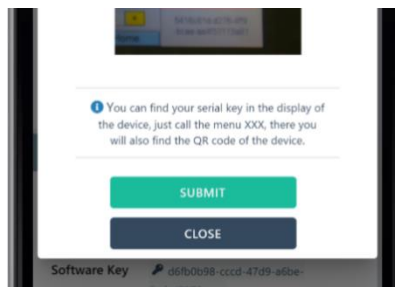 Home
You can find your serial key in the display of
the device, just call the menu XXX, there you
will also find the QR code of the device.
SUBMIT
CLOSE
Software Key d6fb0b98-cccd-47d9-a6be-